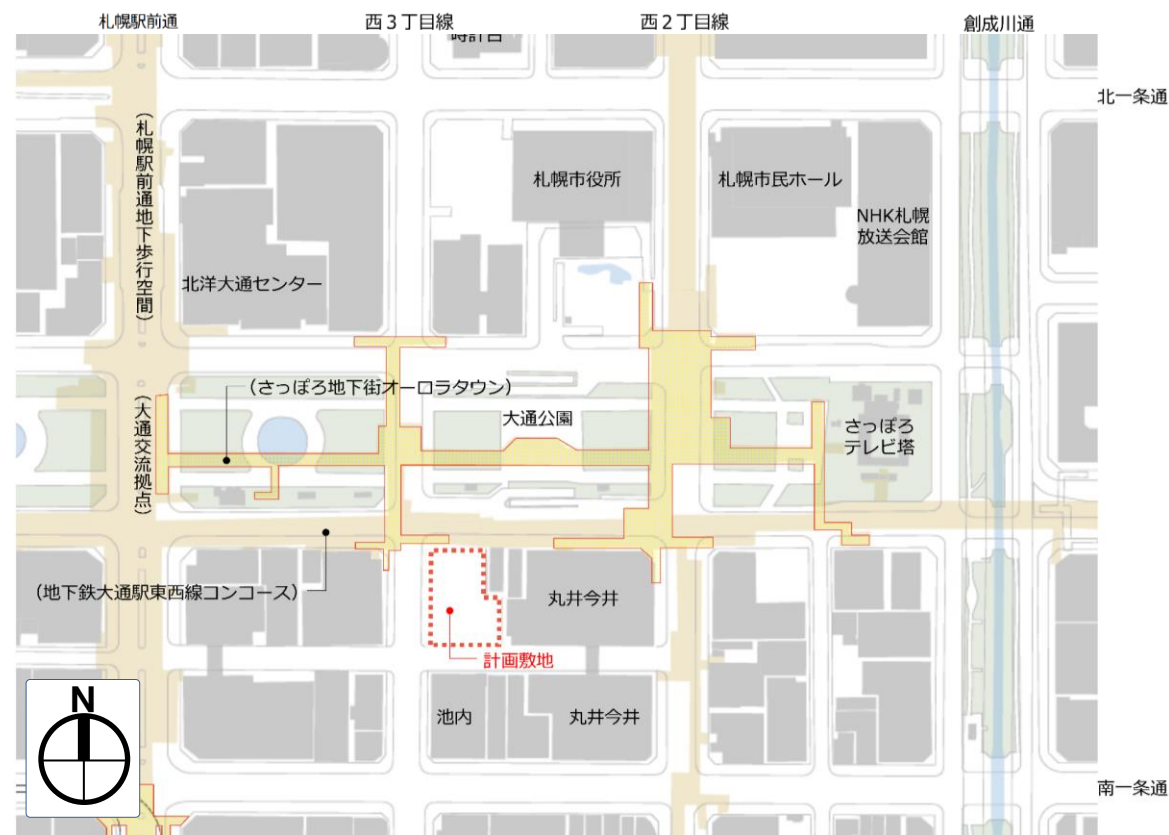 札幌駅前通
西3丁目線
西2丁目線
創成川通
時計台
北一条通
(札幌駅前通地下歩行空間)
札幌市役所
札幌市民ホール
NHK札幌
放送会館
北洋大通センター
(さっぽろ地下街オーロラタウン)
(大通交流拠点)
大通公園
さっぽろ
テレビ塔
(地下鉄大通駅東西線コンコース)
丸井今井
計画敷地
N
池内
丸井今井
南一条通